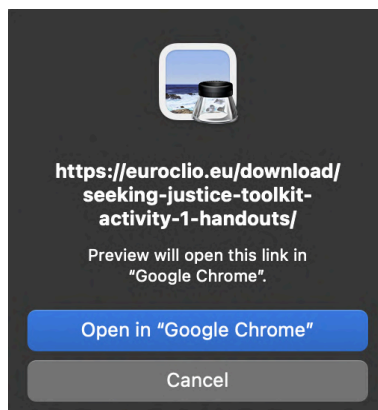 https://euroclio.eu/download/
seeking-justice-toolkit-
activity-1-handouts/
Preview will open this link in
“Google Chrome”.
Open in “Google Chrome”
Cancel